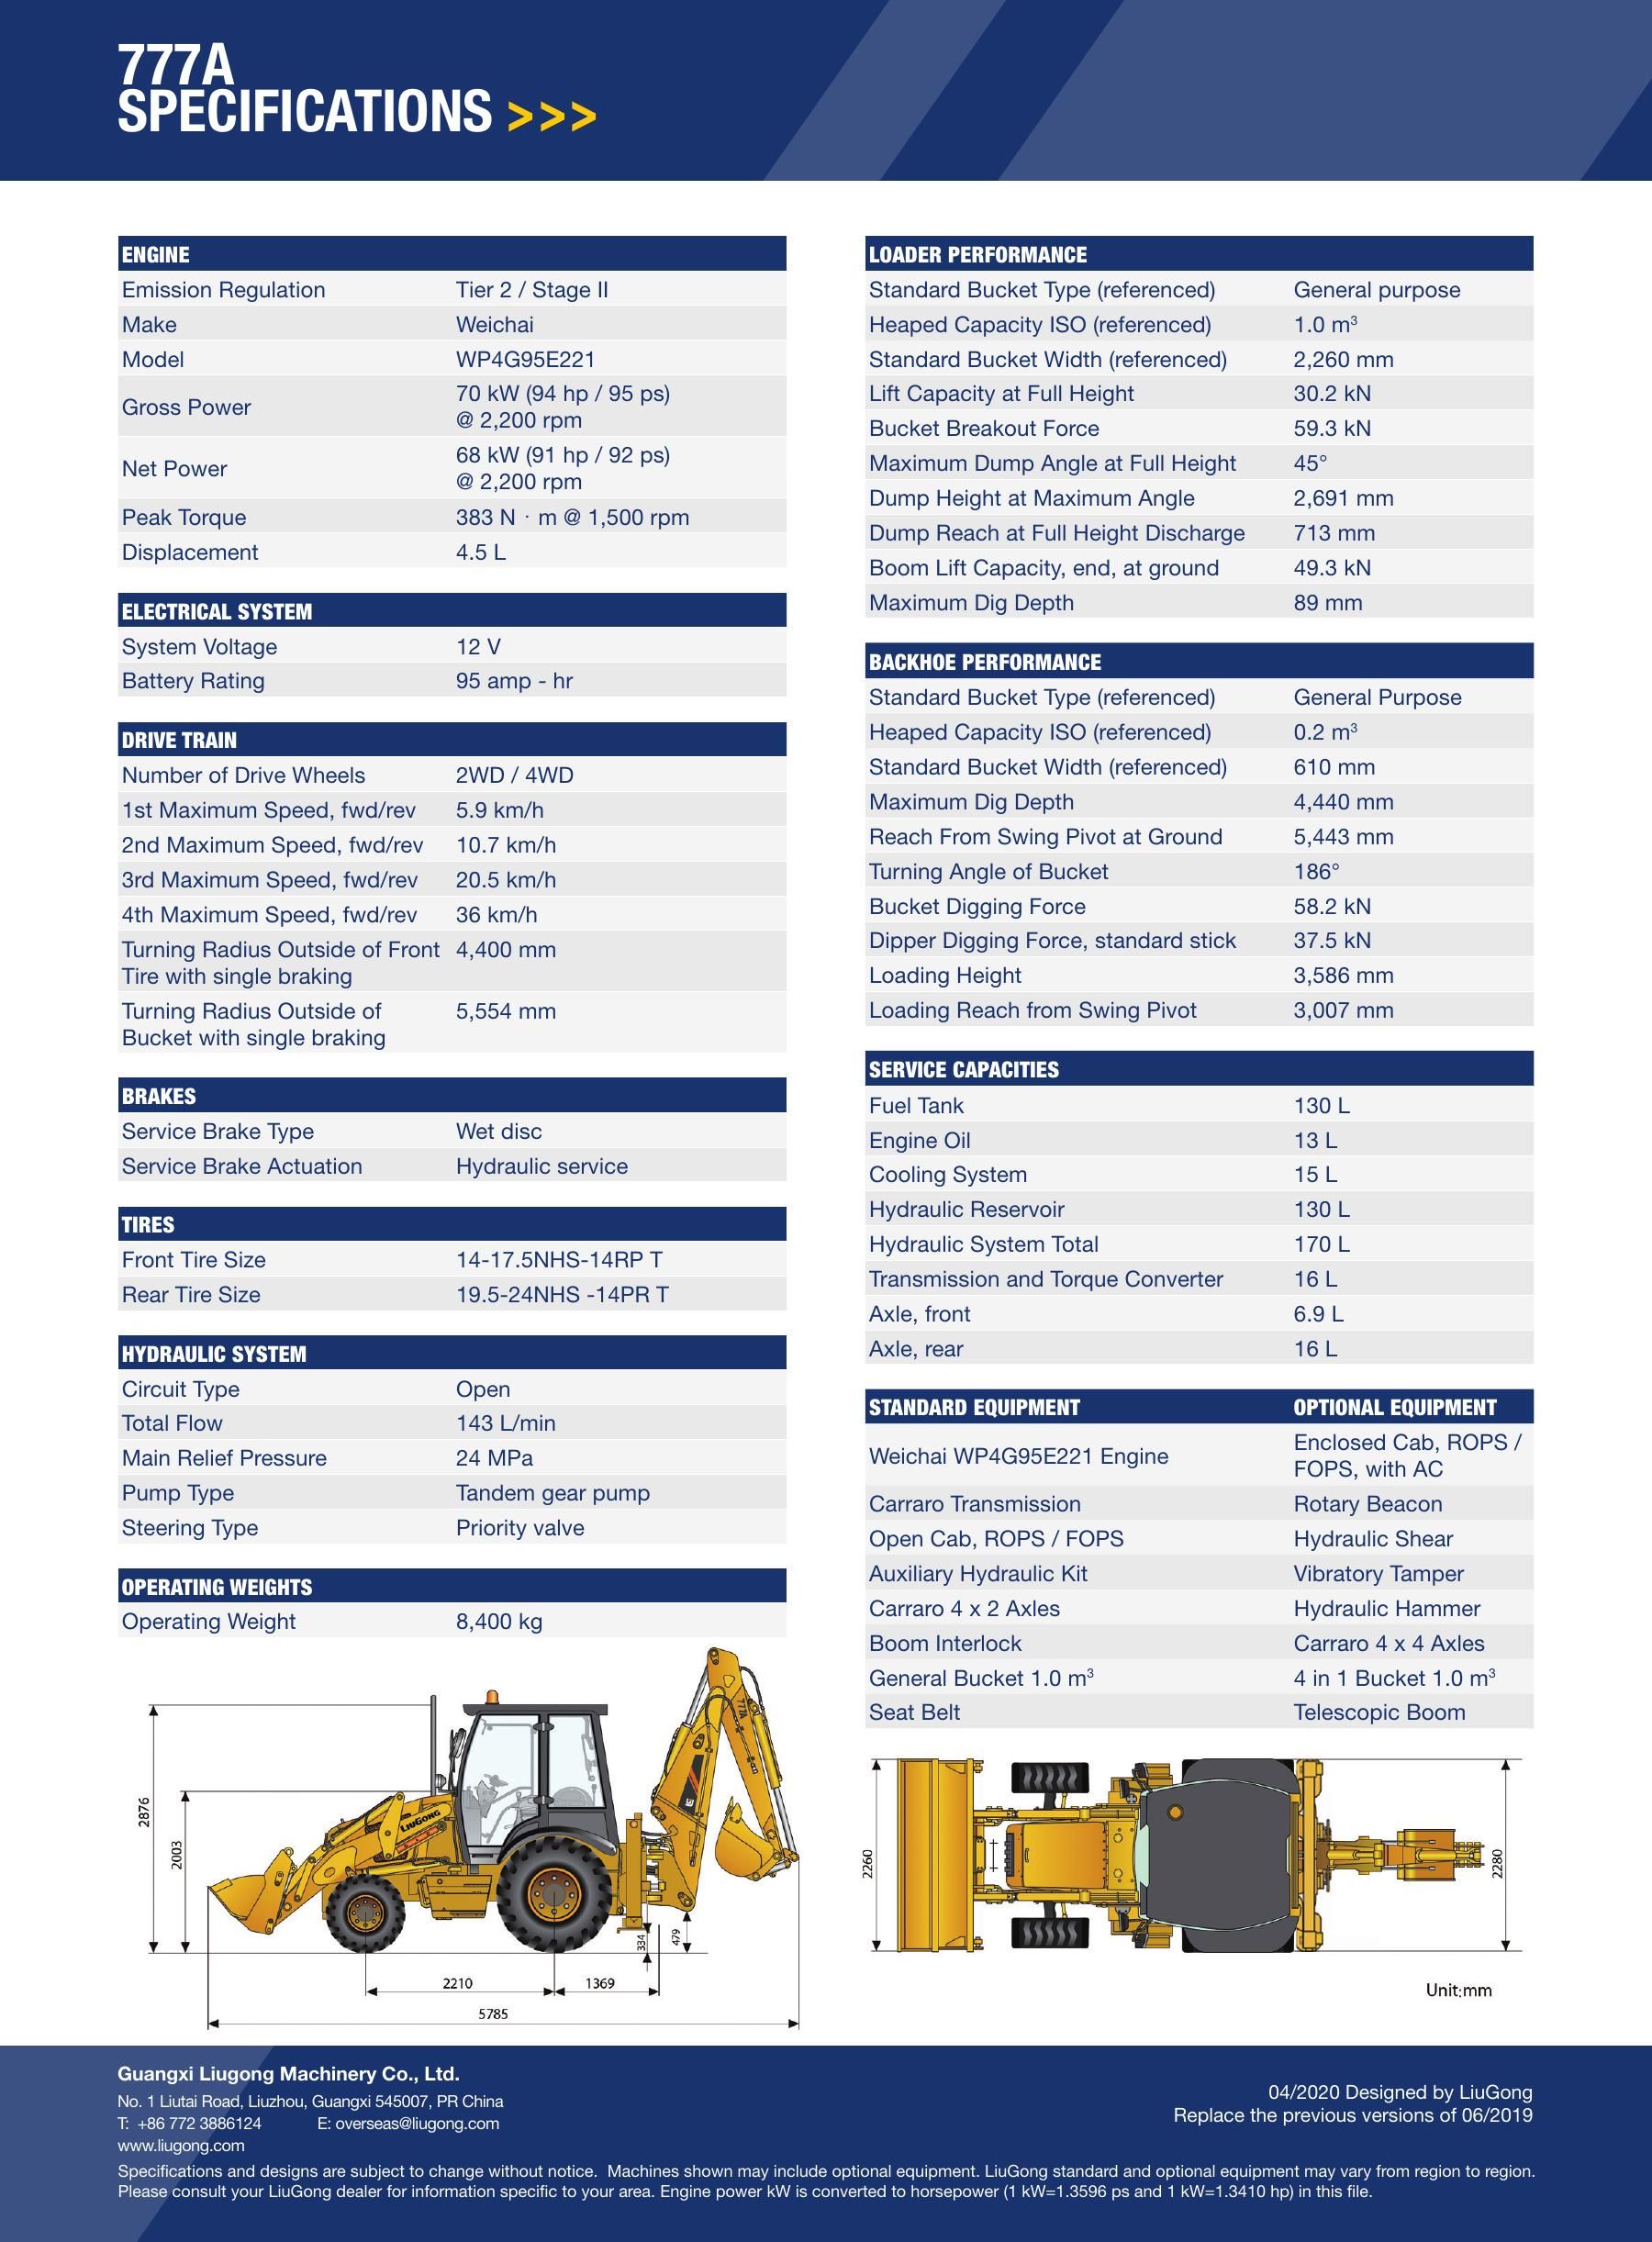 777A
SPECIFICATIONS >>>
ENGINE
Emission Regulation Tier 2 / Stage II
Make Weichai
Model WP4G95E221
Gross Power 70 kW (94 hp / 95 ps)
@ 2,200 rpm
Net Power 68 kW (91 hp / 92 ps)
@ 2,200 rpm
Peak Torque 383 N · m @ 1,500 rpm
Displacement 4.5 L
ELECTRICAL SYSTEM
System Voltage 12 V
Battery Rating 95 amp - hr
DRIVE TRAIN
Number of Drive Wheels 2WD / 4WD
1st Maximum Speed, fwd/rev 5.9 km/h
2nd Maximum Speed, fwd/rev 10.7 km/h
3rd Maximum Speed, fwd/rev 20.5 km/h
4th Maximum Speed, fwd/rev 36 km/h
Turning Radius Outside of Front 4,400 mm
Tire with single braking
Turning Radius Outside of 5,554 mm
Bucket with single braking
BRAKES
Service Brake Type Wet disc
Service Brake Actuation Hydraulic service
TIRES
Front Tire Size 14-17.5NHS-14RP T
Rear Tire Size 19.5-24NHS -14PR T
HYDRAULIC SYSTEM
Circuit Type Open
Total Flow 143 L/min
Main Relief Pressure 24 MPa
Pump Type Tandem gear pump
Steering Type Priority valve
OPERATING WEIGHTS
Operating Weight 8,400 kg
777A
LIUGONG
2876
2003
334
479
2210
1369
5785
LOADER PERFORMANCE
Standard Bucket Type (referenced) General purpose
Heaped Capacity ISO (referenced) 1.0 m³
Standard Bucket Width (referenced) 2,260 mm
Lift Capacity at Full Height 30.2 kN
Bucket Breakout Force 59.3 kN
Maximum Dump Angle at Full Height 45°
Dump Height at Maximum Angle 2,691 mm
Dump Reach at Full Height Discharge 713 mm
Boom Lift Capacity, end, at ground 49.3 kN
Maximum Dig Depth 89 mm
BACKHOE PERFORMANCE
Standard Bucket Type (referenced) General Purpose
Heaped Capacity ISO (referenced) 0.2 m³
Standard Bucket Width (referenced) 610 mm
Maximum Dig Depth 4,440 mm
Reach From Swing Pivot at Ground 5,443 mm
Turning Angle of Bucket 186°
Bucket Digging Force 58.2 kN
Dipper Digging Force, standard stick 37.5 kN
Loading Height 3,586 mm
Loading Reach from Swing Pivot 3,007 mm
SERVICE CAPACITIES
Fuel Tank 130 L
Engine Oil 13 L
Cooling System 15 L
Hydraulic Reservoir 130 L
Hydraulic System Total 170 L
Transmission and Torque Converter 16 L
Axle, front 6.9 L
Axle, rear 16 L
STANDARD EQUIPMENT OPTIONAL EQUIPMENT
Weichai WP4G95E221 Engine Enclosed Cab, ROPS /
FOPS, with AC
Carraro Transmission Rotary Beacon
Open Cab, ROPS / FOPS Hydraulic Shear
Auxiliary Hydraulic Kit Vibratory Tamper
Carraro 4 x 2 Axles Hydraulic Hammer
Boom Interlock Carraro 4 x 4 Axles
General Bucket 1.0 m³ 4 in 1 Bucket 1.0 m³
Seat Belt Telescopic Boom
2260
2280
Unit:mm
Guangxi Liugong Machinery Co., Ltd.
No. 1 Liutai Road, Liuzhou, Guangxi 545007, PR China
T: +86 772 3886124 E: overseas@liugong.com
www.liugong.com
04/2020 Designed by LiuGong
Replace the previous versions of 06/2019
Specifications and designs are subject to change without notice. Machines shown may include optional equipment. LiuGong standard and optional equipment may vary from region to region.
Please consult your LiuGong dealer for information specific to your area. Engine power kW is converted to horsepower (1 kW=1.3596 ps and 1 kW=1.3410 hp) in this file.